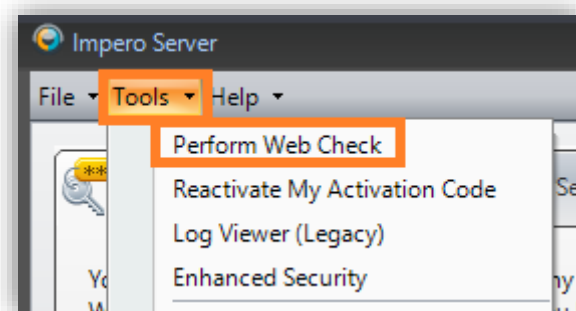 Impero Server
File Tools Help
Perform Web Check
Reactivate My Activation Code
Log Viewer (Legacy)
Enhanced Security